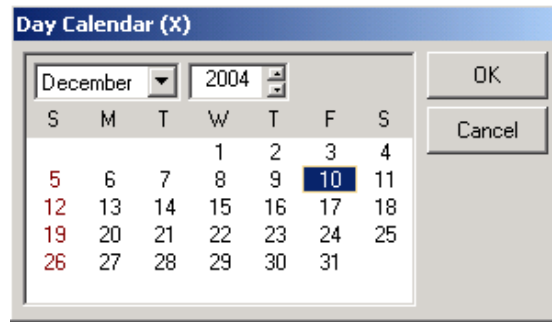 Day Calendar (X)
December 2004 OK
S M T W T F S
Cancel
1 2 3 4
5 6 7 8 9 10 11
12 13 14 15 16 17 18
19 20 21 22 23 24 25
26 27 28 29 30 31